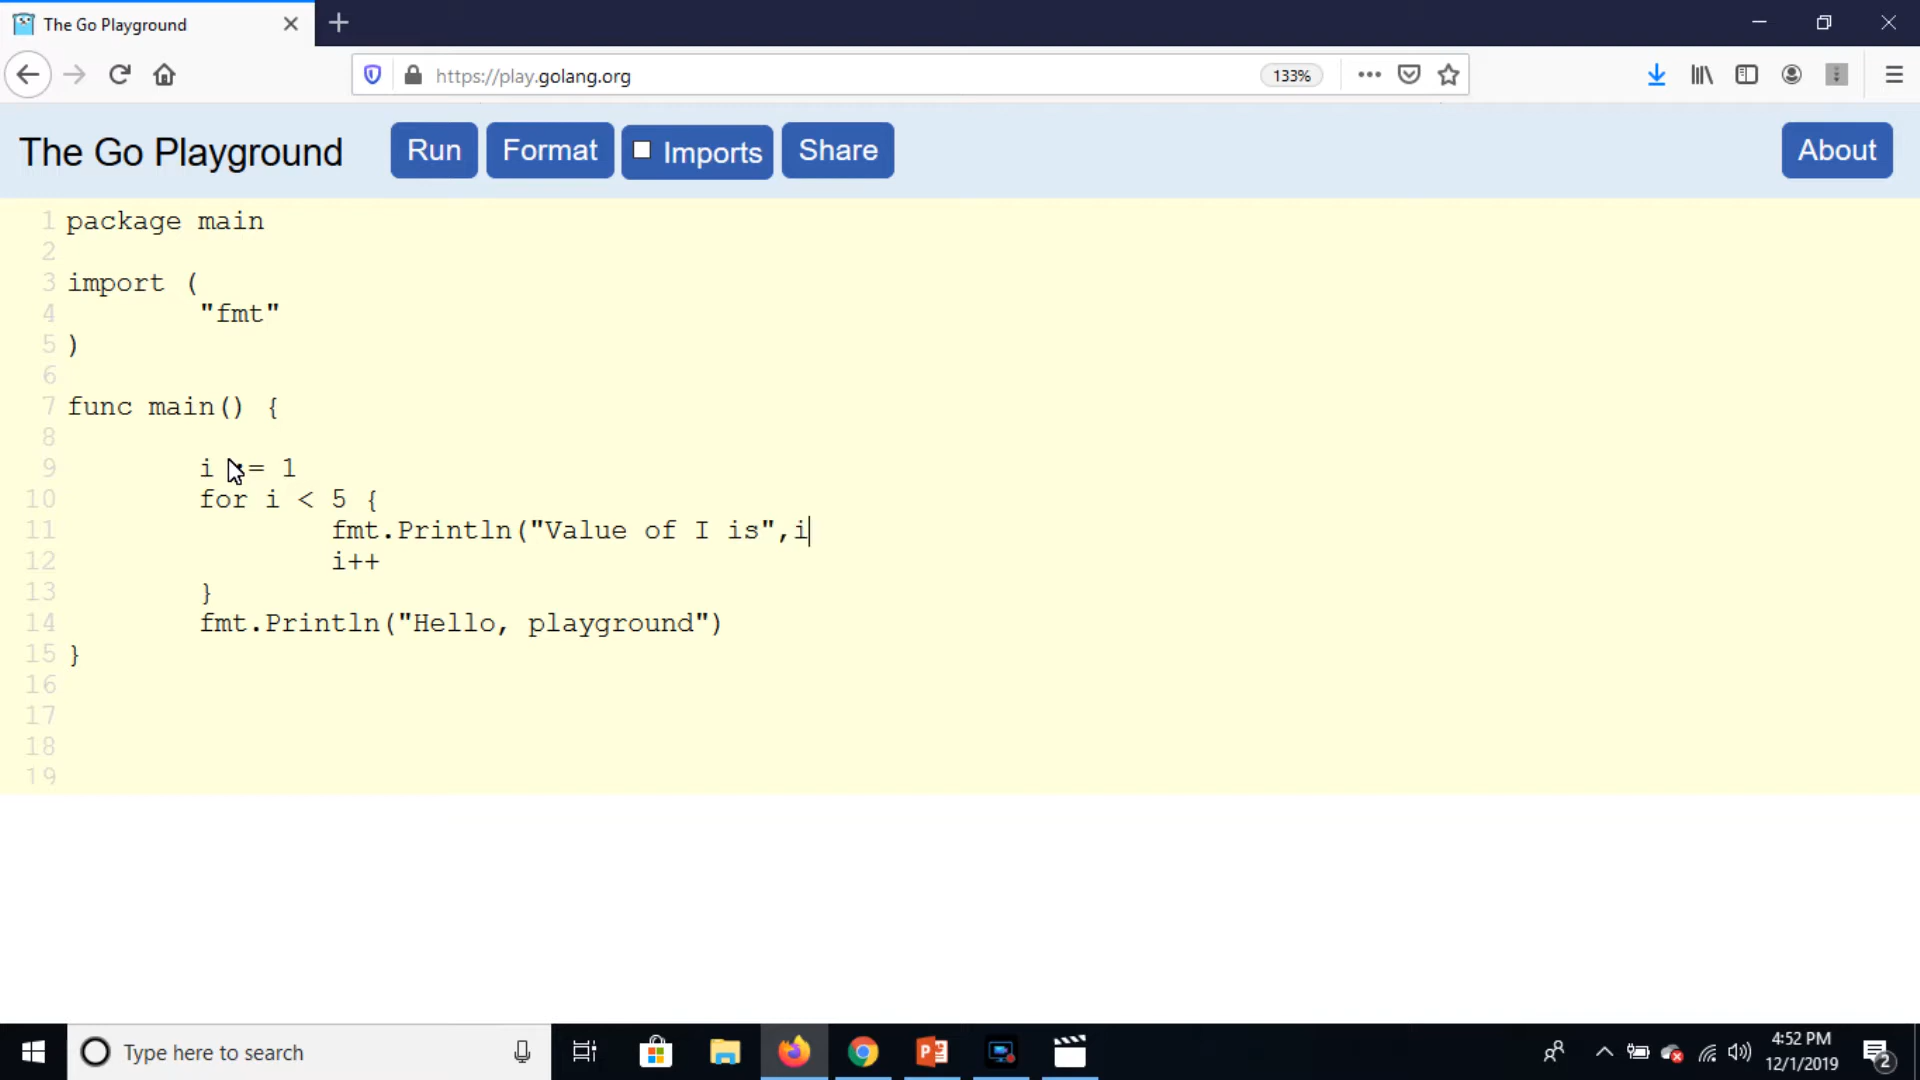 The Go Playground
https://play.golang.org
133%
The Go Playground
Run
Format
Imports
Share
About
1 package main
2
3 import (
4 "fmt"
5 )
6
7 func main() {
8
9 i = 1
10 for i < 5 {
11 fmt.Println("Value of I is",i
12 i++
13 }
14 fmt.Println("Hello, playground")
15 }
16
17
18
19
Type here to search
4:52 PM
12/1/2019
2